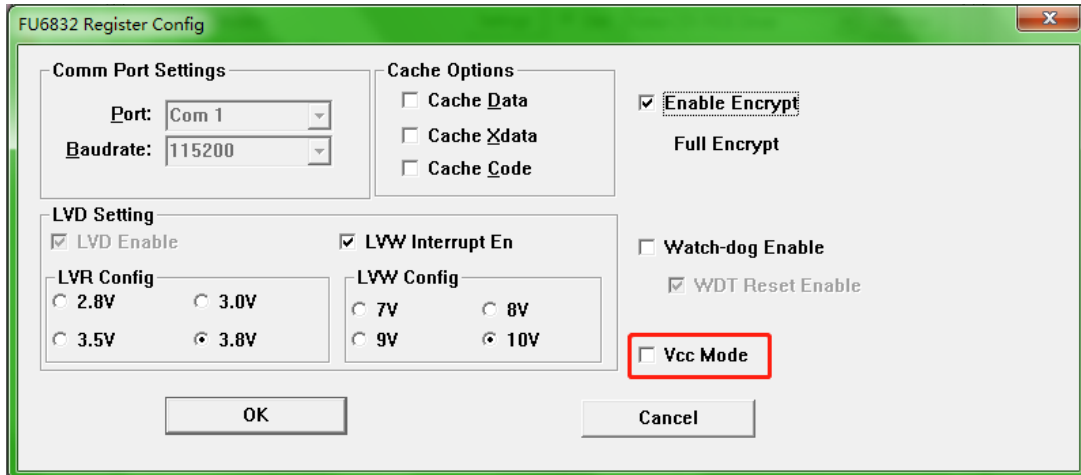 FU6832 Register Config
Comm Port Settings
Port: Com 1
Baudrate: 115200
Cache Options
Cache Data
Cache Xdata
Cache Code
Enable Encrypt
Full Encrypt
LVD Setting
LVD Enable
LVW Interrupt En
LVR Config
2.8V 3.0V
3.5V 3.8V
LVW Config
7V 8V
9V 10V
Watch-dog Enable
WDT Reset Enable
Vcc Mode
OK
Cancel